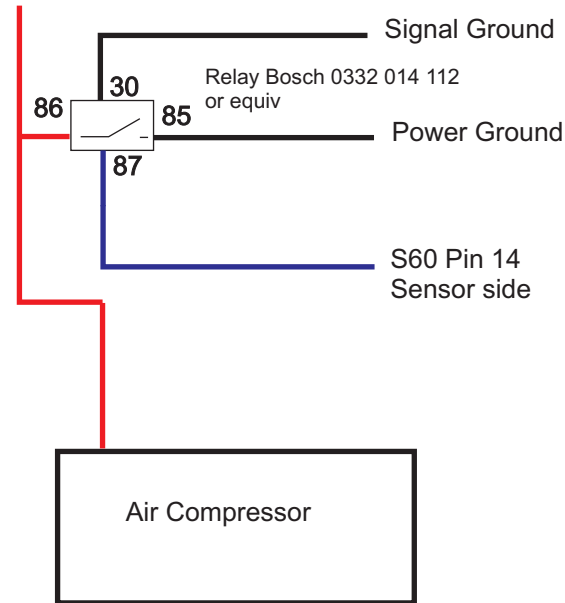 Signal Ground
30
Relay Bosch 0332 014 112
or equiv
86
85
Power Ground
87
S60 Pin 14
Sensor side
Air Compressor